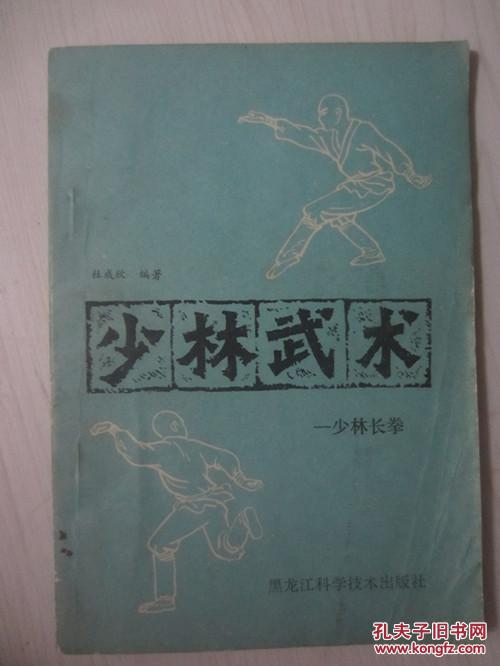 杜成欣 编著
少林武术
—少林长拳
黑龙江科学技术出版社
孔夫子旧书网
www.kongfz.com